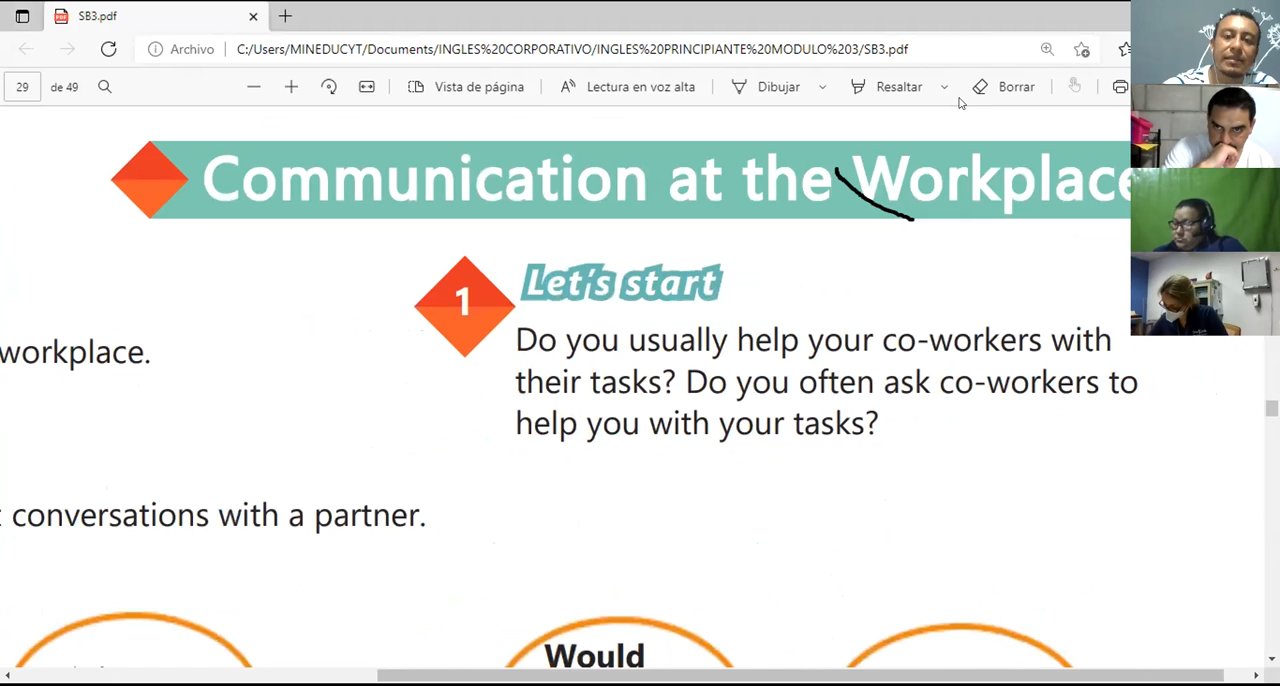 SB3.pdf
Archivo C:/Users/MINEDUCYT/Documents/INGLES%20CORPORATIVO/INGLES%20PRINCIPIANTE%20MODULO%203/SB3.pdf
29 de 49 Vista de página Lectura en voz alta Dibujar Resaltar Borrar
Communication at the Workplace
1 Let's start
Do you usually help your co-workers with
workplace.
their tasks? Do you often ask co-workers to
help you with your tasks?
conversations with a partner.
Would